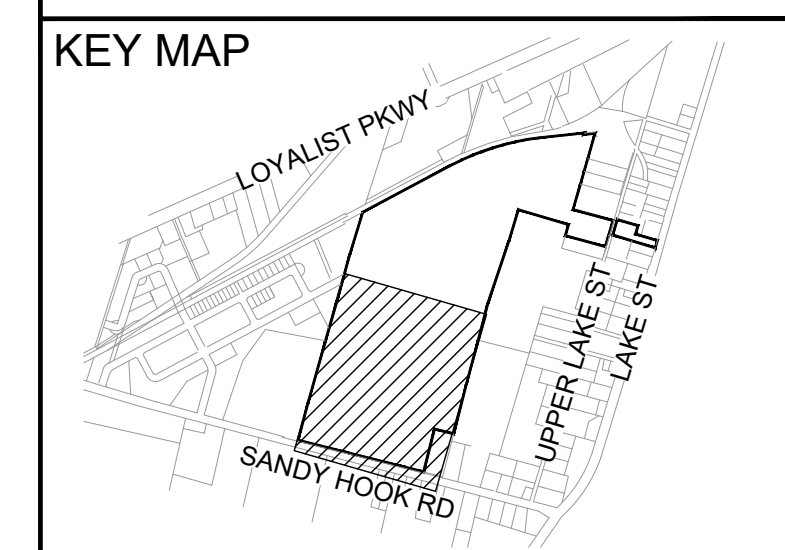 KEY MAP
LOYALIST PKWY
UPPER LAKE ST
LAKE ST
SANDY HOOK RD